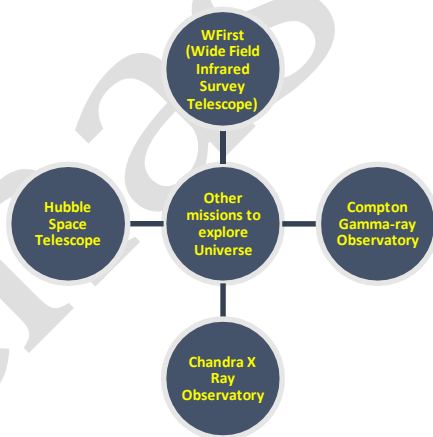 WFirst
(Wide Field
Infrared
Survey
Telescope)
Hubble
Space
Telescope
Other
missions to
explore
Universe
Compton
Gamma-ray
Observatory
Chandra X
Ray
Observatory